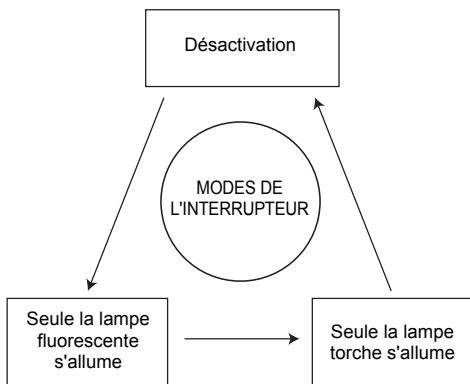 Désactivation
MODES DE
L'INTERRUPTEUR
Seule la lampe
fluorescente
s'allume
Seule la lampe
torche s'allume